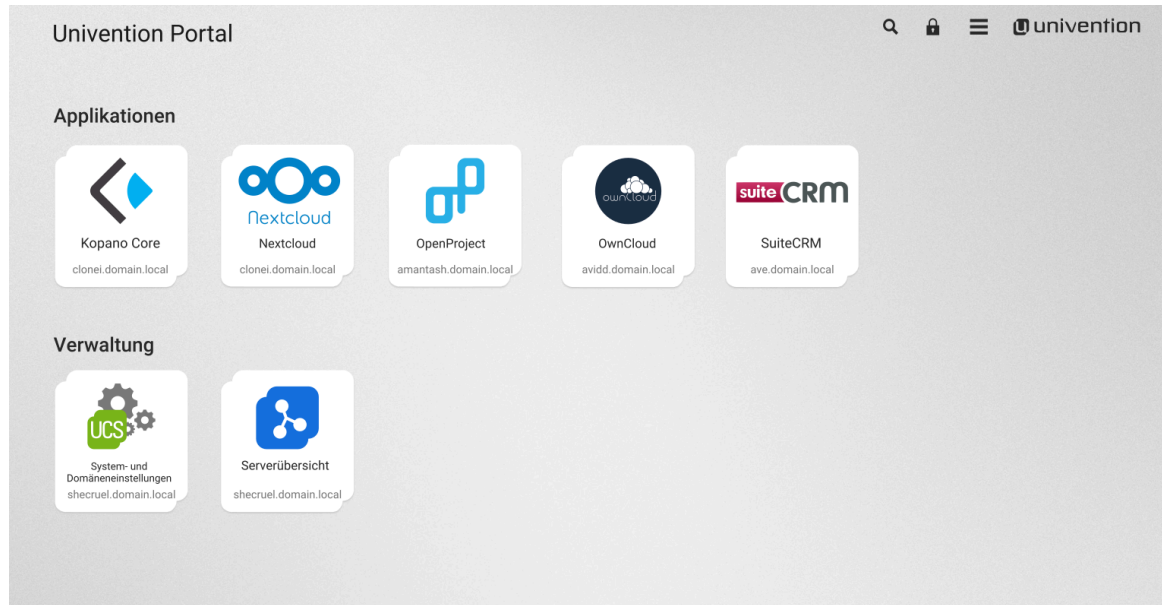 Univention Portal
univention
Applikationen
Nextcloud
ownCloud
suiteCRM
Kopano Core
Nextcloud
OpenProject
OwnCloud
SuiteCRM
clonei.domain.local
clonei.domain.local
amantash.domain.local
avidd.domain.local
ave.domain.local
Verwaltung
UCS
System- und
Domäneneinstellungen
Serverübersicht
shecruel.domain.local
shecruel.domain.local